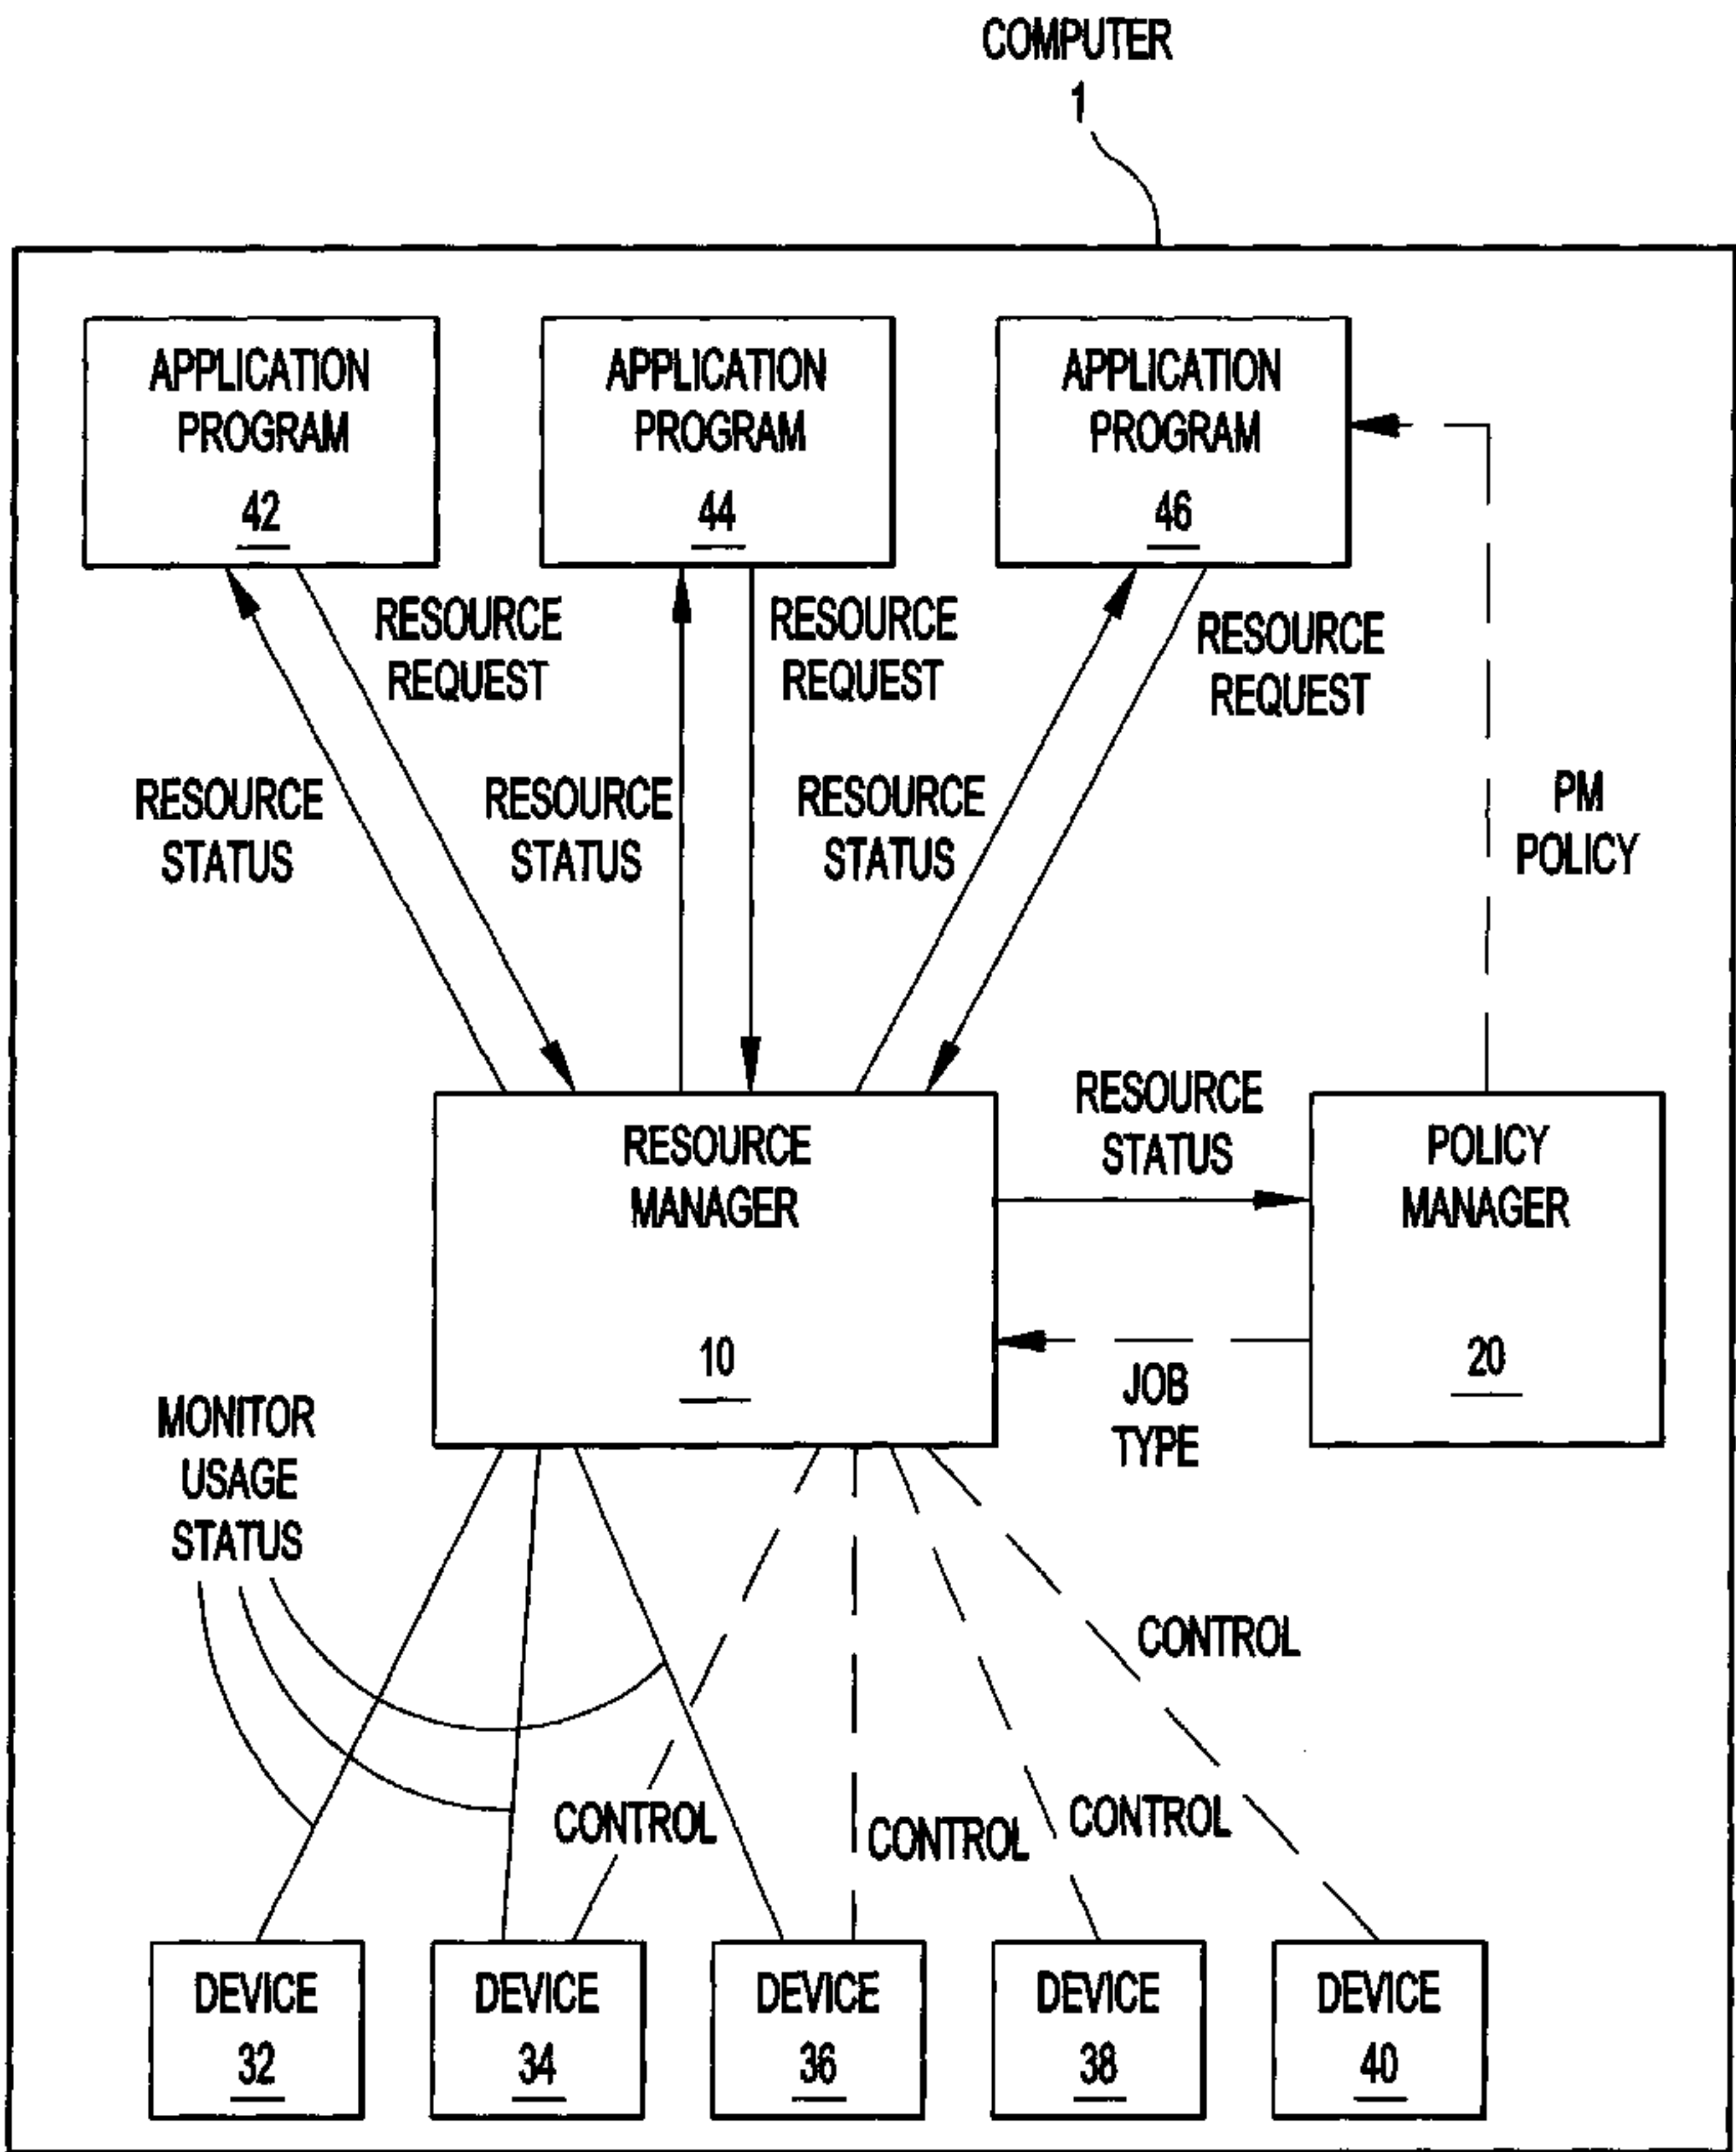 COMPUTER
1
APPLICATION
PROGRAM
42
APPLICATION
PROGRAM
44
APPLICATION
PROGRAM
46
RESOURCE
REQUEST
RESOURCE
REQUEST
RESOURCE
REQUEST
RESOURCE
STATUS
RESOURCE
STATUS
RESOURCE
STATUS
PM
POLICY
RESOURCE
MANAGER
10
RESOURCE
STATUS
POLICY
MANAGER
20
JOB
TYPE
MONITOR
USAGE
STATUS
CONTROL
CONTROL
CONTROL
CONTROL
DEVICE
32
DEVICE
34
DEVICE
36
DEVICE
38
DEVICE
40